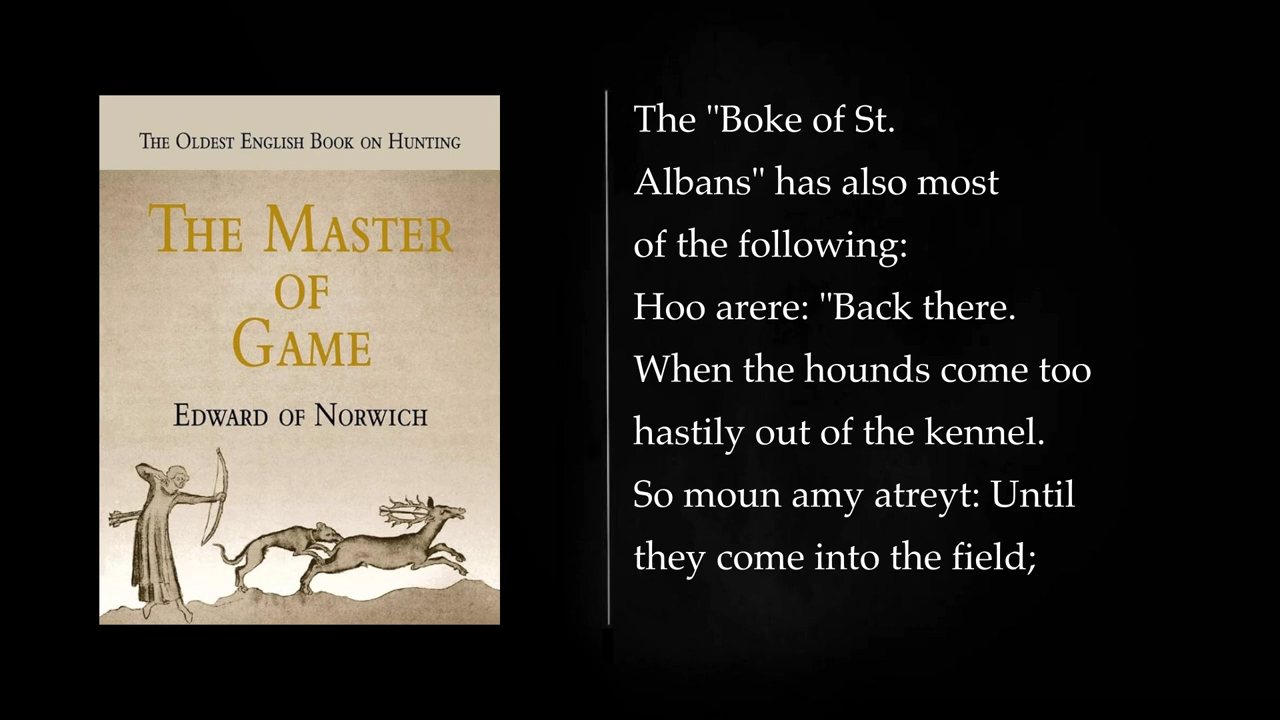 The Oldest English Book on Hunting
The Master
of
Game
Edward of Norwich
The "Boke of St.
Albans" has also most
of the following:
Hoo arere: "Back there.
When the hounds come too
hastily out of the kennel.
So moun amy atreyt: Until
they come into the field;